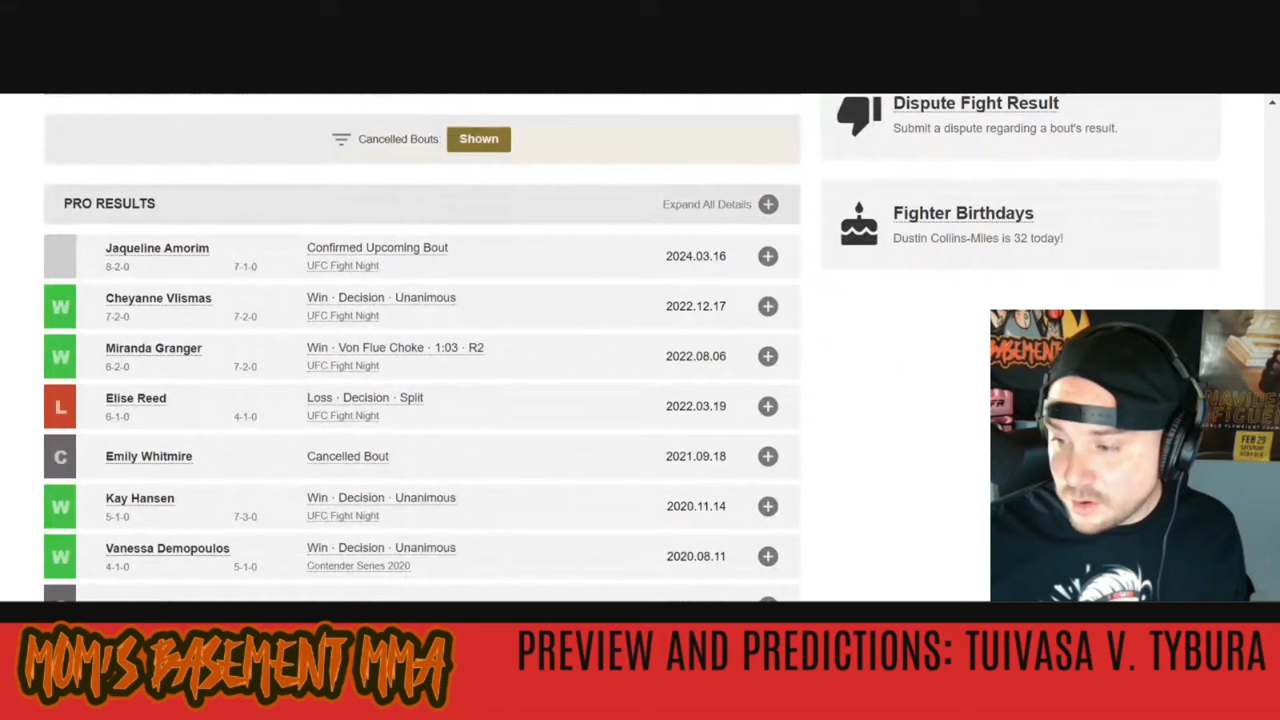 Dispute Fight Result
Submit a dispute regarding a bout's result.
Cancelled Bouts: Shown
PRO RESULTS
Expand All Details
Fighter Birthdays
Dustin Collins-Miles is 32 today!
Jaqueline Amorim Confirmed Upcoming Bout 2024.03.16
8-2-0 7-1-0 UFC Fight Night
W Cheyanne Vlismas Win · Decision · Unanimous 2022.12.17
7-2-0 7-2-0 UFC Fight Night
W Miranda Granger Win · Von Flue Choke · 1:03 · R2 2022.08.06
6-2-0 7-2-0 UFC Fight Night
L Elise Reed Loss · Decision · Split 2022.03.19
6-1-0 4-1-0 UFC Fight Night
C Emily Whitmire Cancelled Bout 2021.09.18
W Kay Hansen Win · Decision · Unanimous 2020.11.14
5-1-0 7-3-0 UFC Fight Night
W Vanessa Demopoulos Win · Decision · Unanimous 2020.08.11
4-1-0 5-1-0 Contender Series 2020
BASEMENT
FEB 29
SATURDAY
MOM'S BASEMENT MMA
PREVIEW AND PREDICTIONS: TUIVASA V. TYBURA